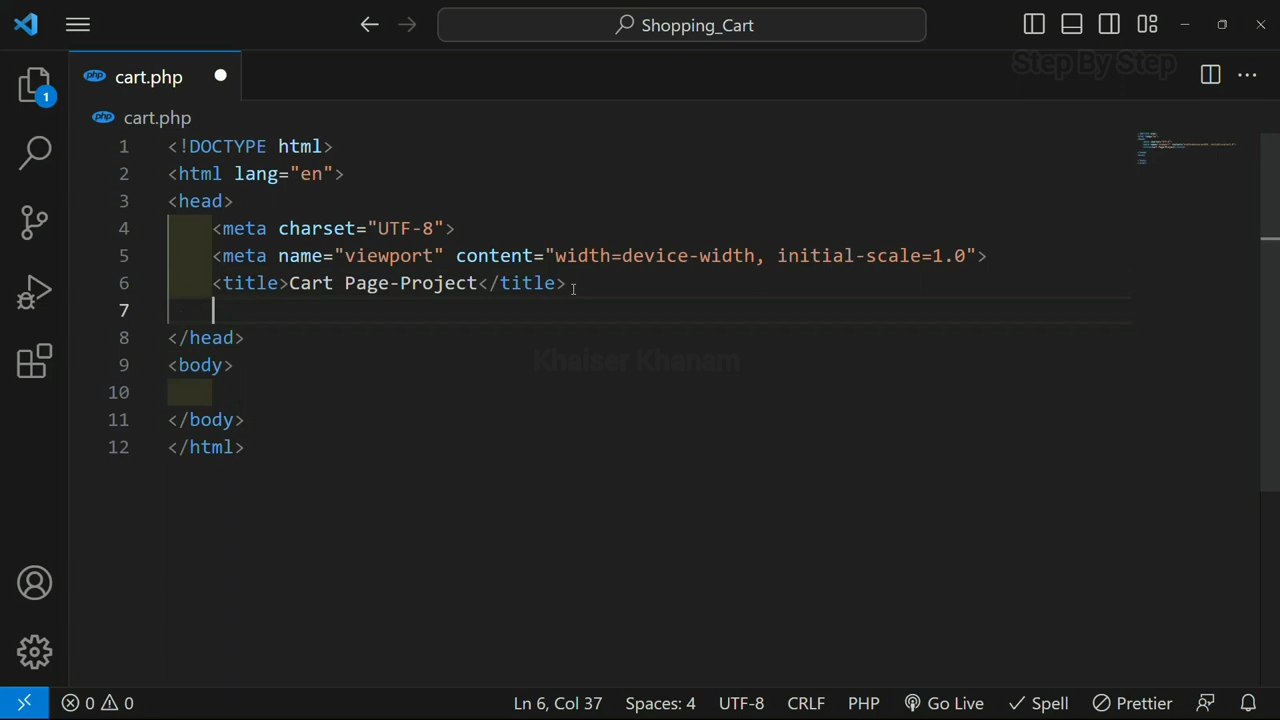 Shopping_Cart
cart.php
Step By Step
1
cart.php
1 <!DOCTYPE html>
2 <html lang="en">
3 <head>
4 <meta charset="UTF-8">
5 <meta name="viewport" content="width=device-width, initial-scale=1.0">
6 <title>Cart Page-Project</title>
7
8 </head>
Khaiser Khanam
9 <body>
10
11 </body>
12 </html>
0 0 Ln 6, Col 37 Spaces: 4 UTF-8 CRLF PHP Go Live Spell Prettier